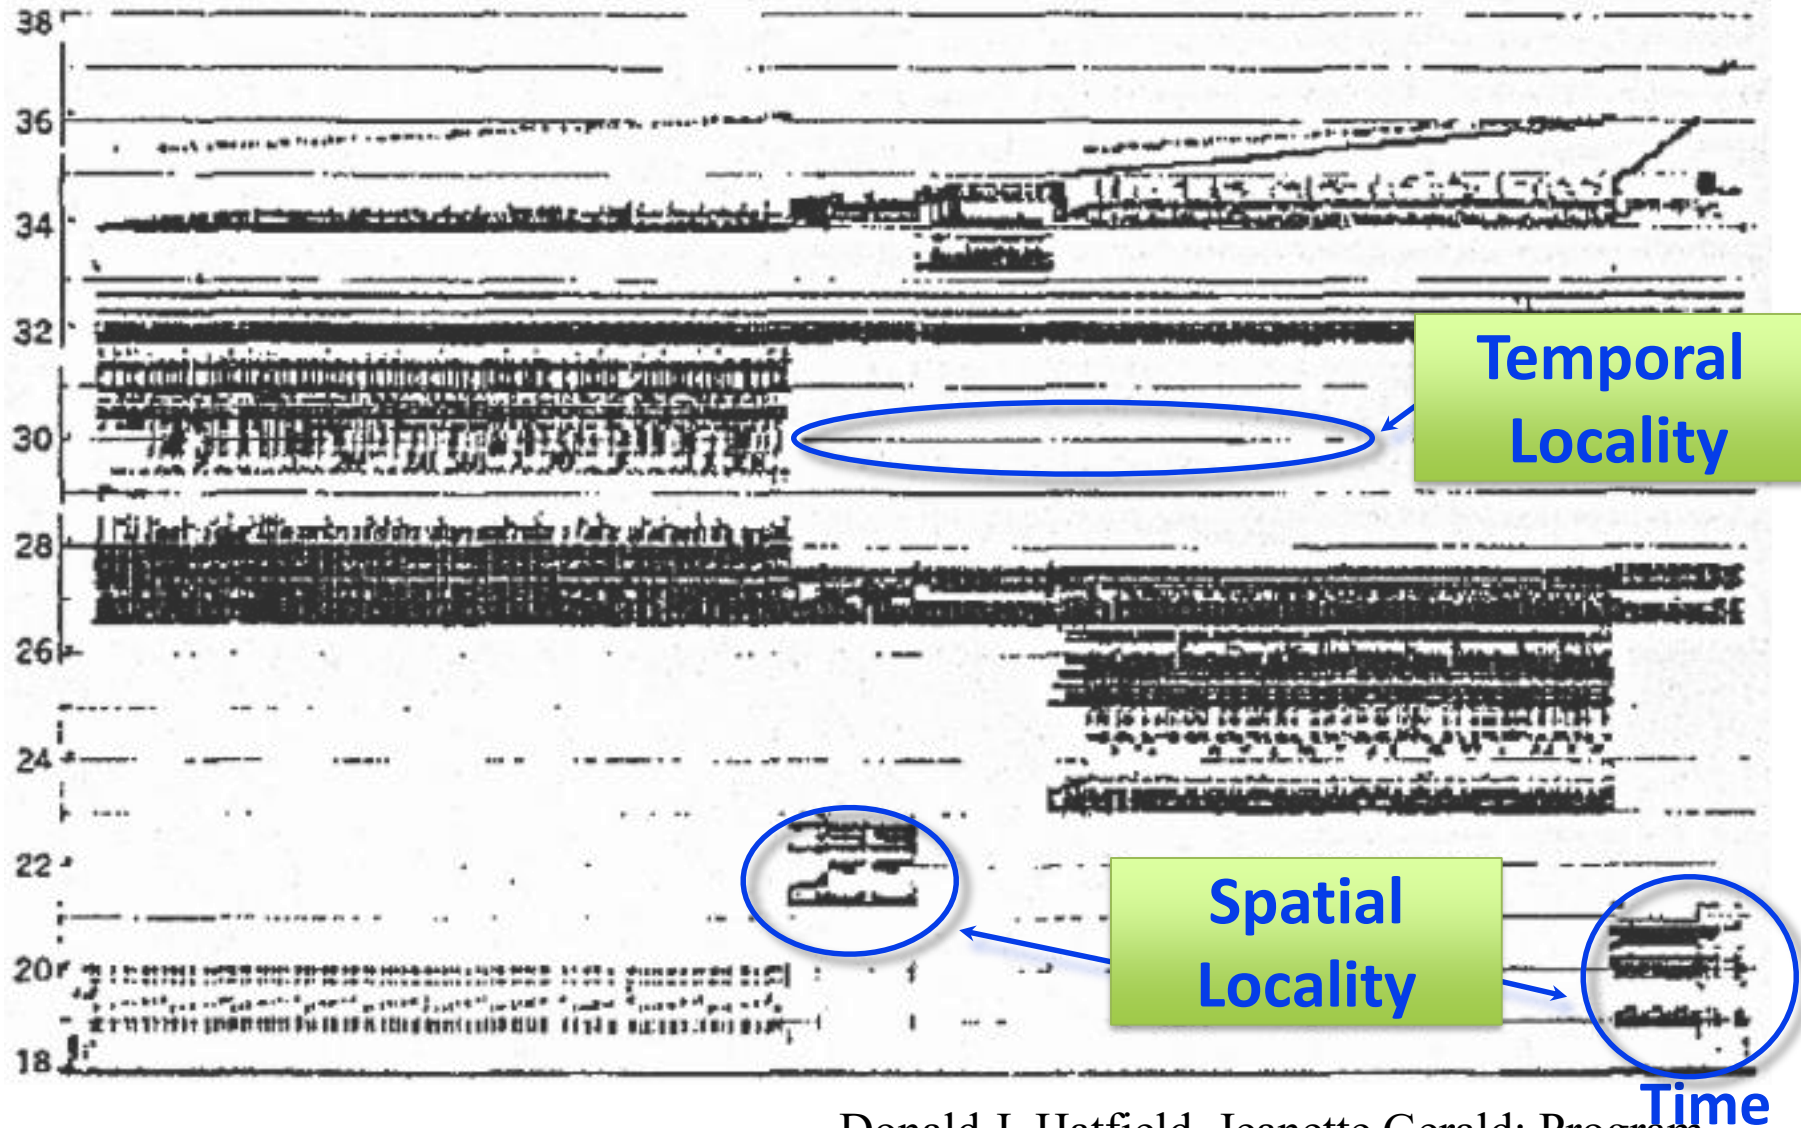 38
36
34
32
Temporal
Locality
30
28
26
24
22
Spatial
Locality
20
18
Time
Donald J. Hatfield, Jeanette Gerald: Program